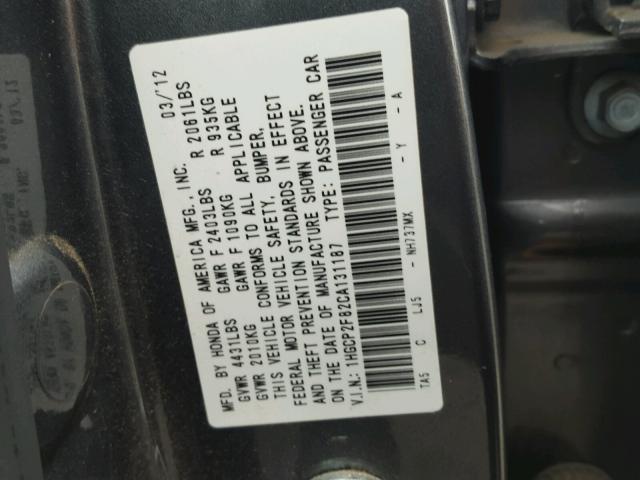 MFD. BY HONDA OF AMERICA MFG., INC. 03/'12
GVWR 4431LBS GAWR F 2403LBS R 2061LBS
GVWR 2010KG GAWR F 1090KG R 935KG
THIS VEHICLE CONFORMS TO ALL APPLICABLE
FEDERAL MOTOR VEHICLE SAFETY, BUMPER,
AND THEFT PREVENTION STANDARDS IN EFFECT
ON THE DATE OF MANUFACTURE SHOWN ABOVE.
V.I.N.: 1HGCP2F82CA131187 TYPE: PASSENGER CAR
TA5 C LJ5 - NH737MX - Y - A